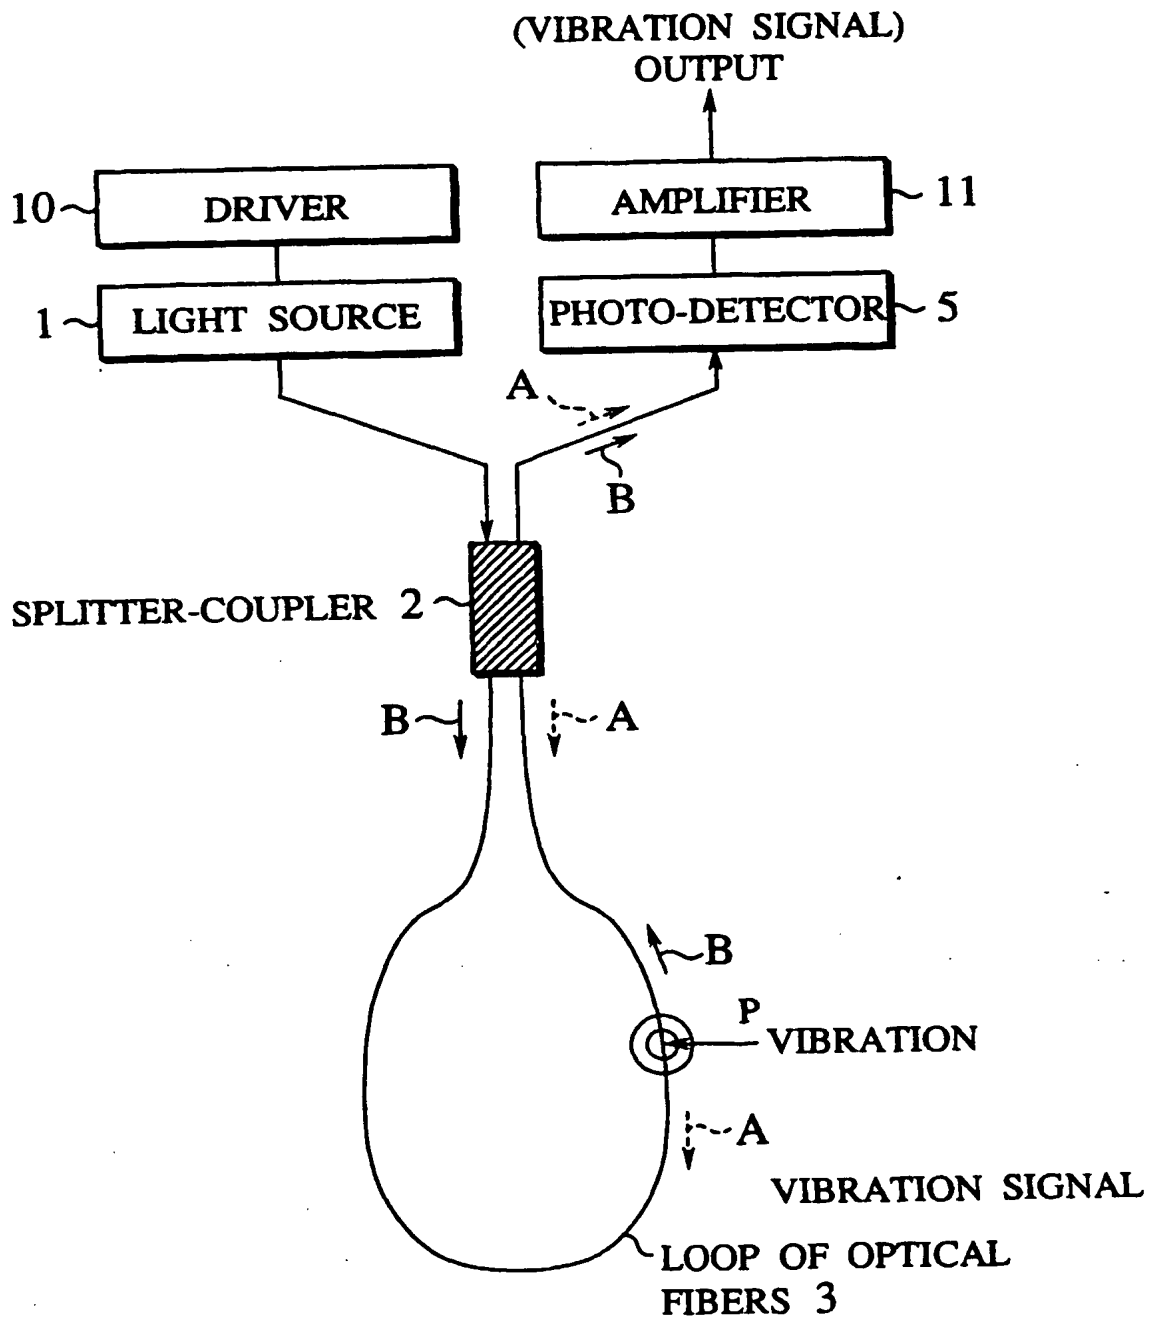 (VIBRATION SIGNAL)
OUTPUT
10
DRIVER
AMPLIFIER
11
1
LIGHT SOURCE
PHOTO-DETECTOR
5
A
B
SPLITTER-COUPLER 2
B
A
B
P
VIBRATION
A
VIBRATION SIGNAL
LOOP OF OPTICAL
FIBERS 3